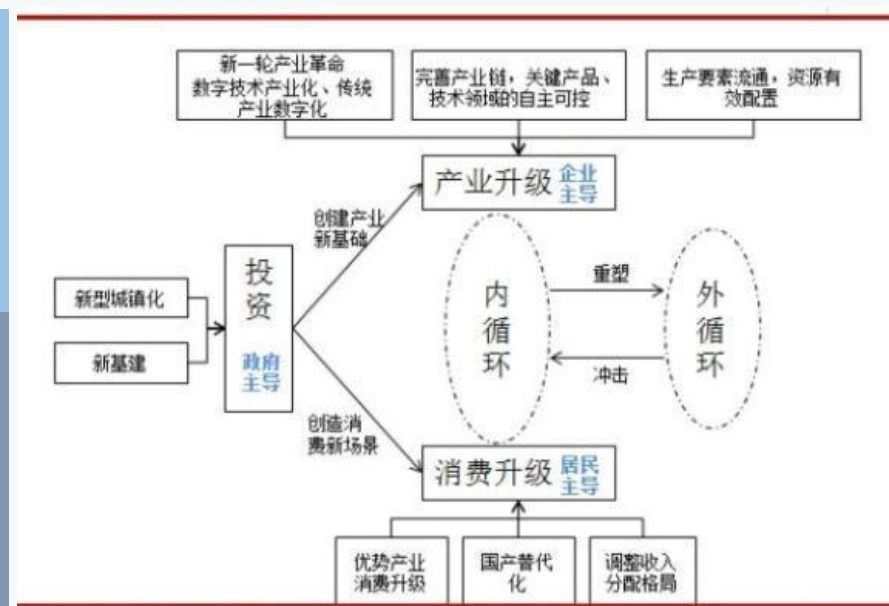 新一轮产业革命
数字技术产业化、传统
产业数字化
完善产业链，关键产品、
技术领域的自主可控
生产要素流通，资源有
效配置
产业升级
企业
主导
创建产业
新基础
新型城镇化
新基建
投
资
政府
主导
内
循
环
重塑
冲击
外
循
环
创造消
费新场景
消费升级
居民
主导
优势产业
消费升级
国产替代
化
调整收入
分配格局